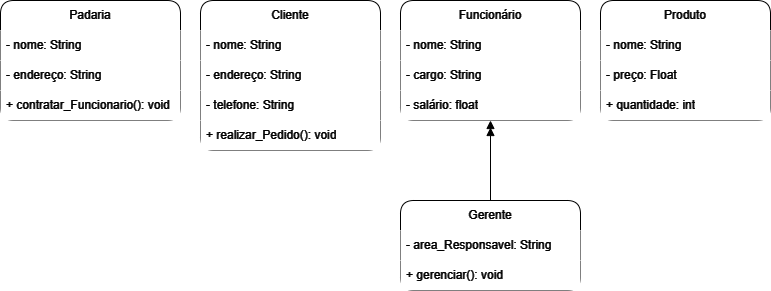 Padaria
- nome: String
- endereço: String
+ contratar_Funcionario(): void
Cliente
- nome: String
- endereço: String
- telefone: String
+ realizar_Pedido(): void
Funcionário
- nome: String
- cargo: String
- salário: float
Produto
- nome: String
- preço: Float
+ quantidade: int
Gerente
- area_Responsavel: String
+ gerenciar(): void